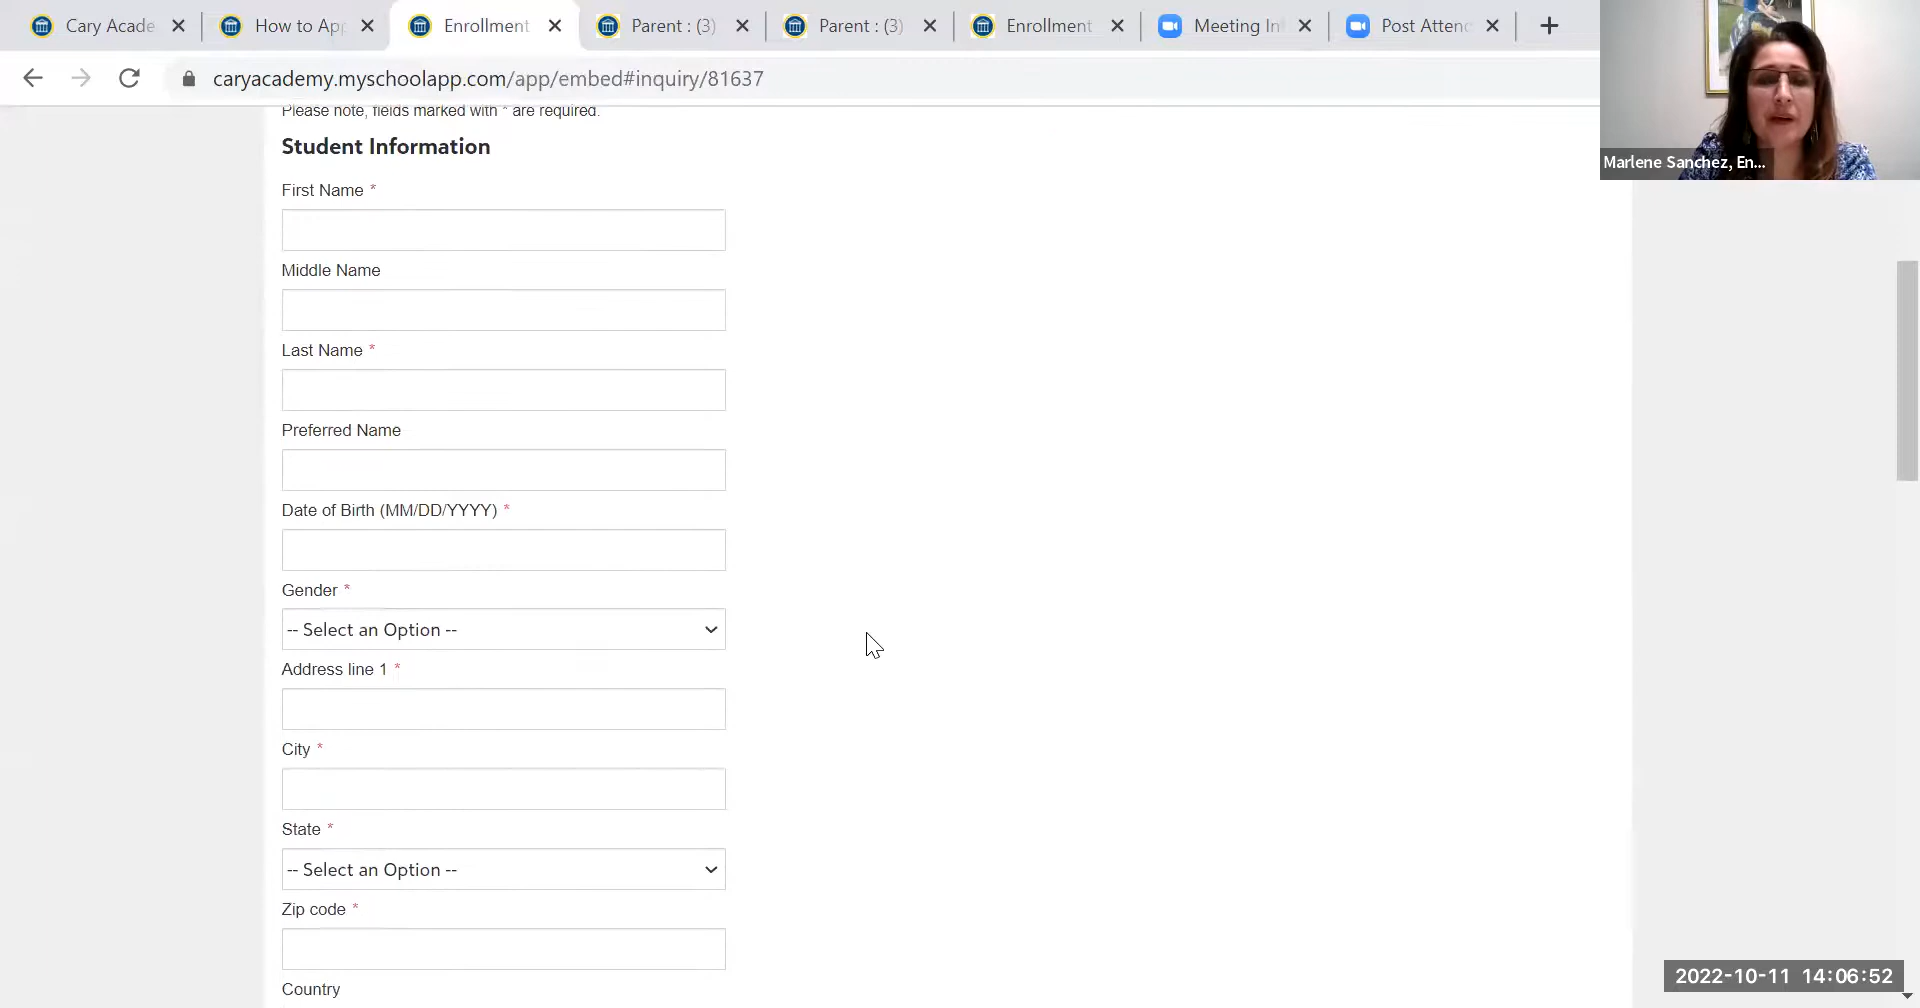 Cary Acade
How to App
Enrollment
Parent : (3)
Parent : (3)
Enrollment
Meeting In
Post Attend
caryacademy.myschoolapp.com/app/embed#inquiry/81637
Please note, fields marked with * are required.
Student Information
First Name *
Middle Name
Last Name *
Preferred Name
Date of Birth (MM/DD/YYYY) *
Gender *
-- Select an Option --
Address line 1 *
City *
State *
-- Select an Option --
Zip code *
Country
Marlene Sanchez, En...
2022-10-11 14:06:52